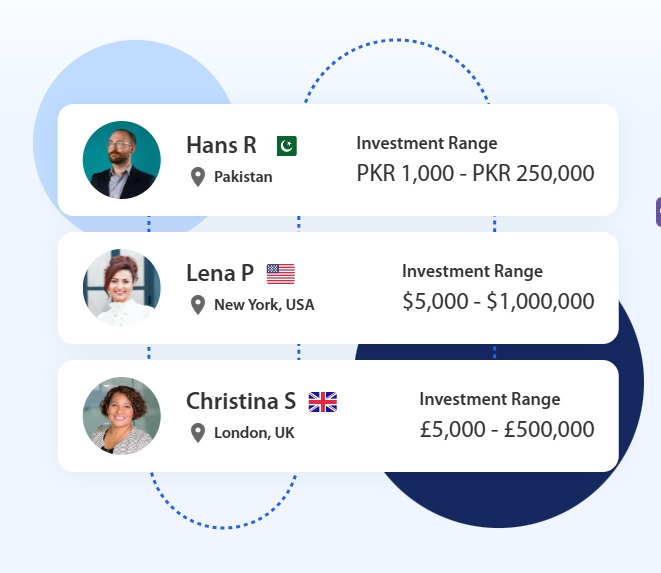 Hans R
Investment Range
Pakistan
PKR 1,000 - PKR 250,000
Lena P
Investment Range
New York, USA
$5,000 - $1,000,000
Christina S
Investment Range
London, UK
£5,000 - £500,000